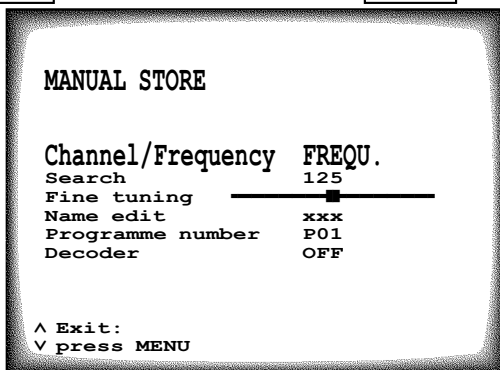 MANUAL STORE
Channel/Frequency FREQU.
Search 125
Fine tuning
Name edit xxx
Programme number P01
Decoder OFF
∧ Exit:
∨ press MENU